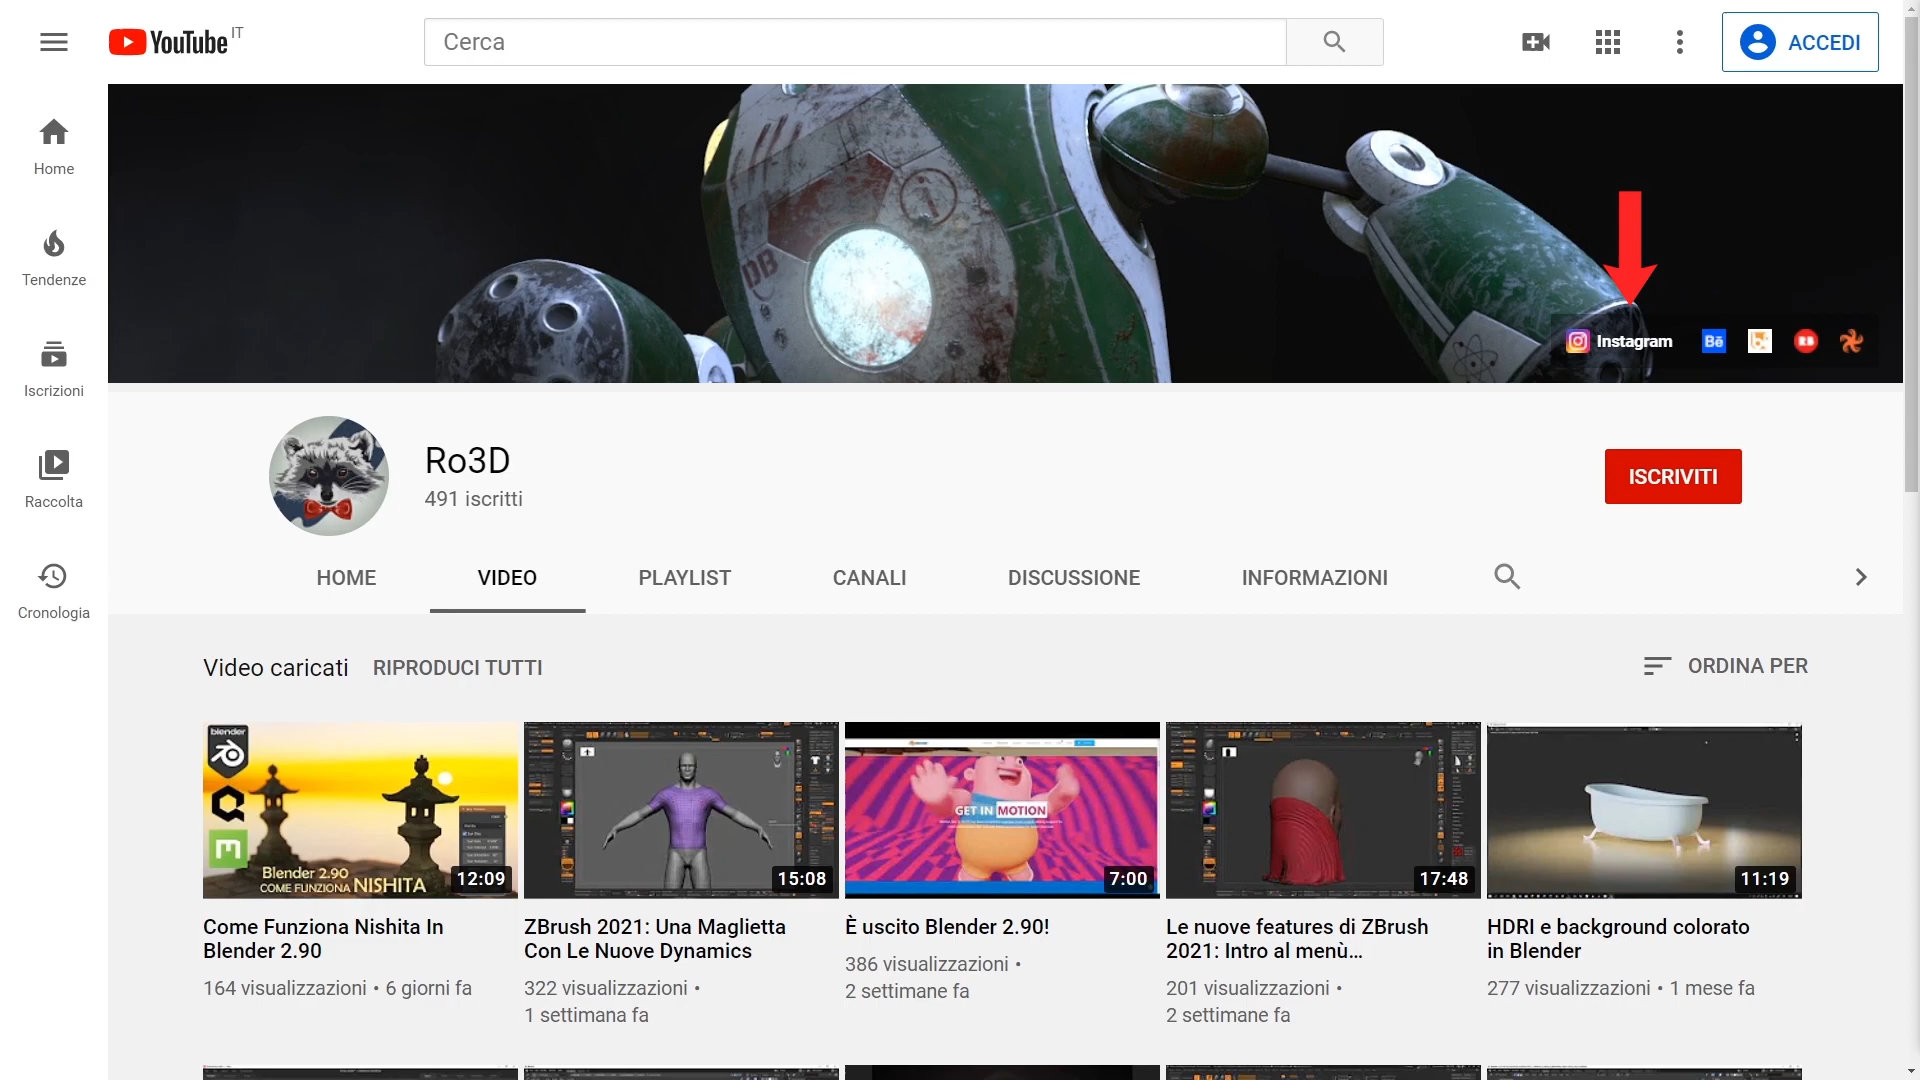 YouTube IT
Cerca
ACCEDI
Home
Tendenze
Iscrizioni
Raccolta
Cronologia
DB
Instagram
Bē
RB
Ro3D
491 iscritti
ISCRIVITI
HOME
VIDEO
PLAYLIST
CANALI
DISCUSSIONE
INFORMAZIONI
Video caricati
RIPRODUCI TUTTI
ORDINA PER
blender
Blender 2.90
COME FUNZIONA NISHITA
12:09
15:08
GET IN MOTION
7:00
17:48
11:19
Come Funziona Nishita In
Blender 2.90
164 visualizzazioni • 6 giorni fa
ZBrush 2021: Una Maglietta
Con Le Nuove Dynamics
322 visualizzazioni •
1 settimana fa
È uscito Blender 2.90!
386 visualizzazioni •
2 settimane fa
Le nuove features di ZBrush
2021: Intro al menù...
201 visualizzazioni •
2 settimane fa
HDRI e background colorato
in Blender
277 visualizzazioni • 1 mese fa